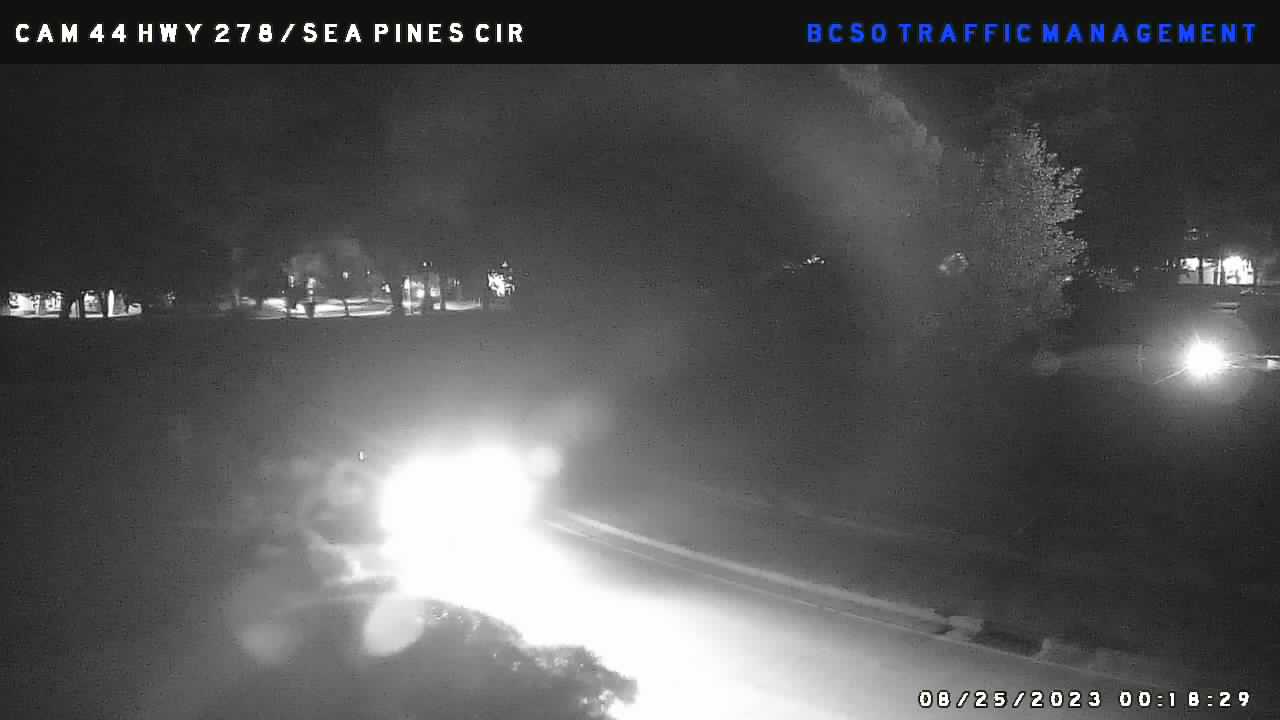 CAM 44 HWY 278/SEA PINES CIR
BCSO TRAFFIC MANAGEMENT
08/25/2023 00:18:29